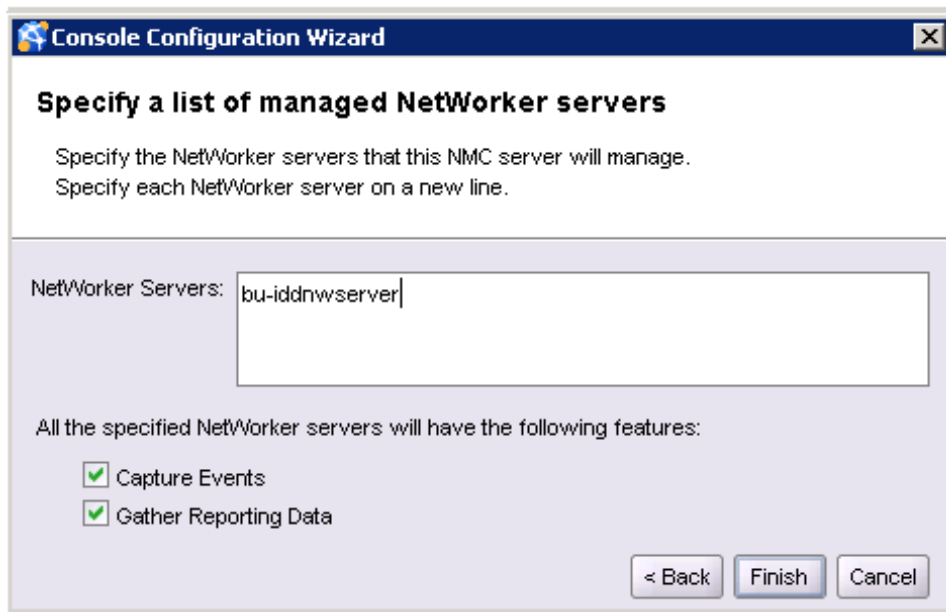 Console Configuration Wizard
Specify a list of managed NetWorker servers
Specify the NetWorker servers that this NMC server will manage.
Specify each NetWorker server on a new line.
NetWorker Servers: bu-iddnwserver
All the specified NetWorker servers will have the following features:
Capture Events
Gather Reporting Data
< Back Finish Cancel